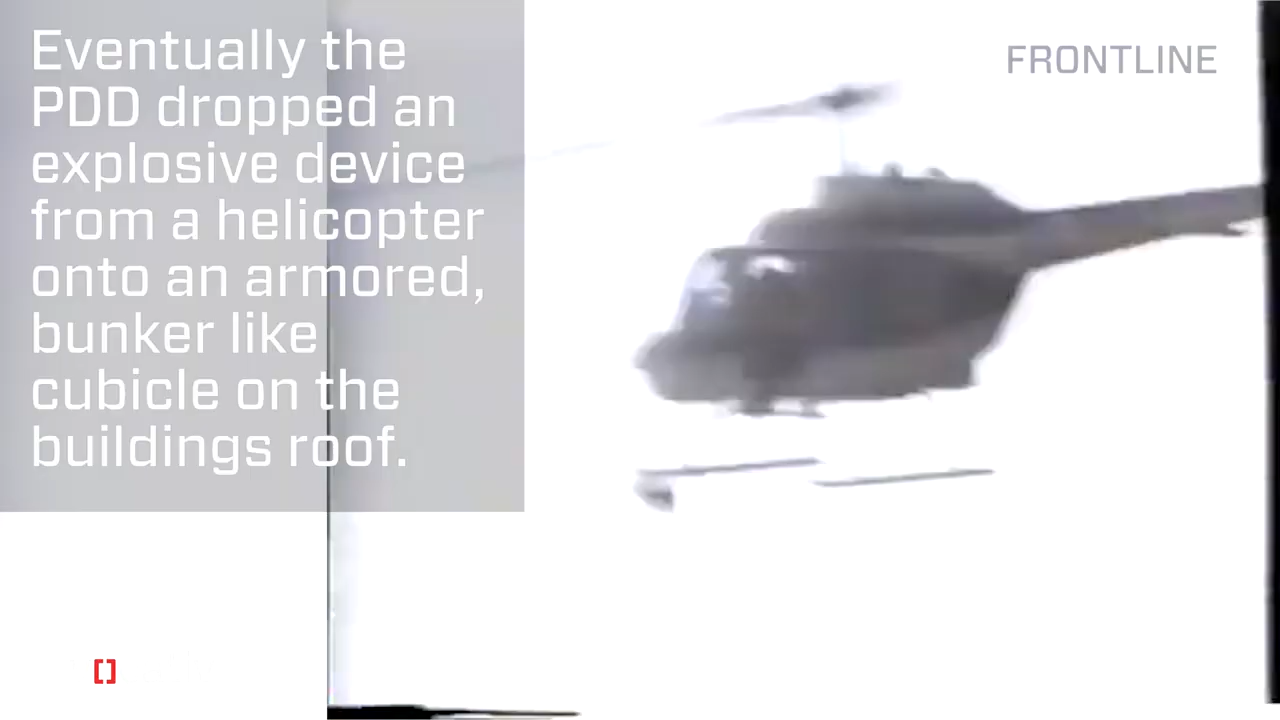 Eventually the
PDD dropped an
explosive device
from a helicopter
onto an armored,
bunker like
cubicle on the
buildings roof.
FRONTLINE